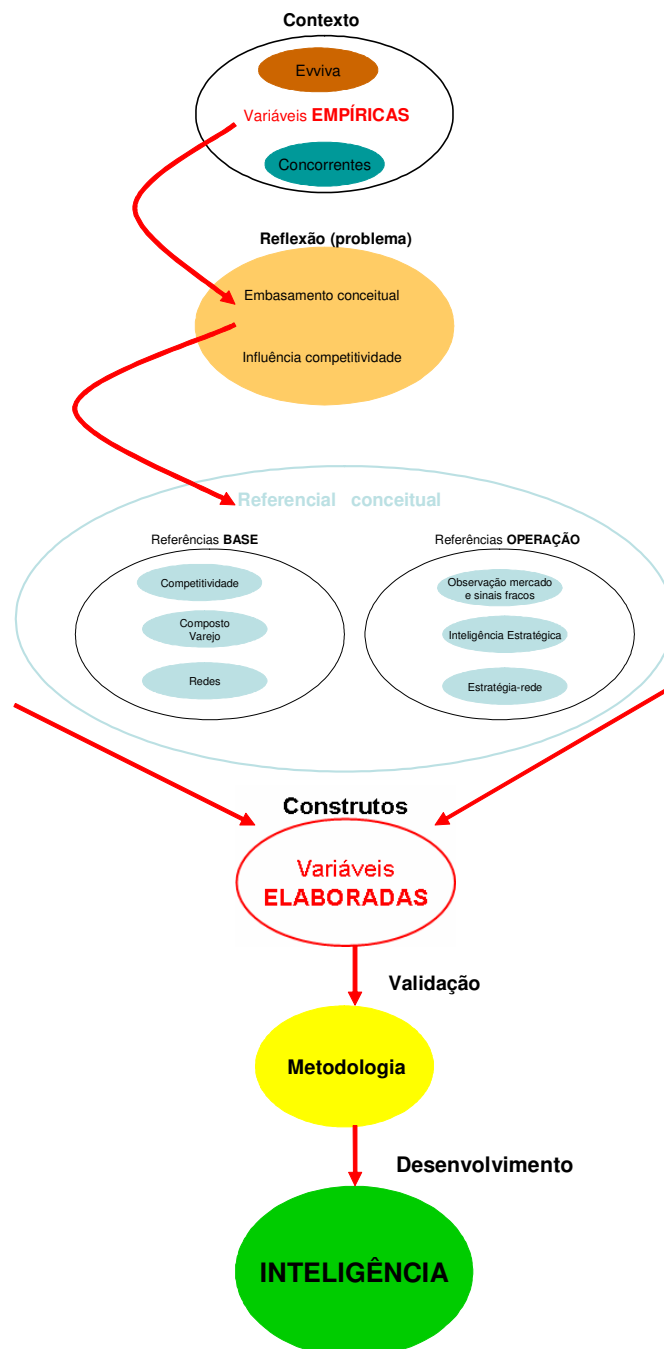 Contexto
Evviva
Variáveis EMPÍRICAS
Concorrentes
Reflexão (problema)
Embasamento conceitual
Influência competitividade
Referencial conceitual
Referências BASE
Competitividade
Composto
Varejo
Redes
Referências OPERAÇÃO
Observação mercado
e sinais fracos
Inteligência Estratégica
Estratégia-rede
Construtos
Variáveis
ELABORADAS
Validação
Metodologia
Desenvolvimento
INTELIGÊNCIA